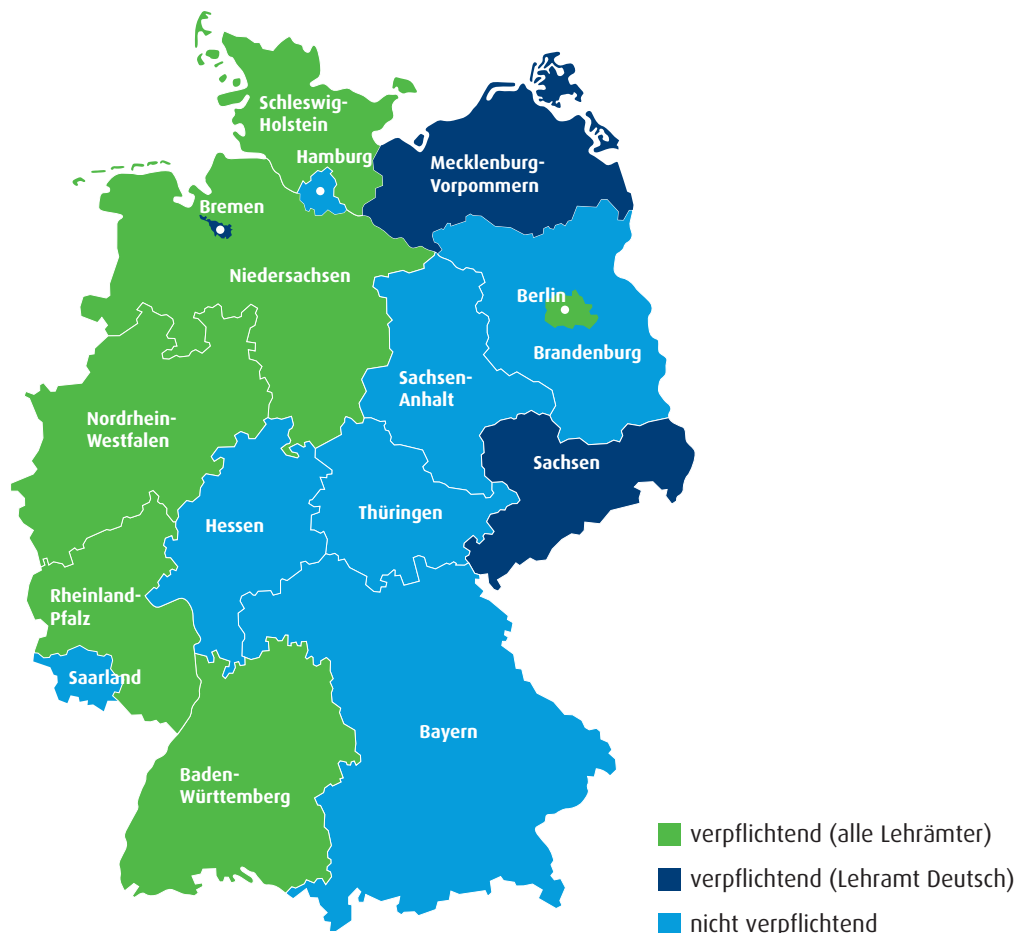 Schleswig-
Holstein
Hamburg
Mecklenburg-
Vorpommern
Bremen
Niedersachsen
Berlin
Brandenburg
Sachsen-
Anhalt
Nordrhein-
Westfalen
Sachsen
Hessen
Thüringen
Rheinland-
Pfalz
Saarland
Bayern
Baden-
Württemberg
verpflichtend (alle Lehrämter)
verpflichtend (Lehramt Deutsch)
nicht verpflichtend